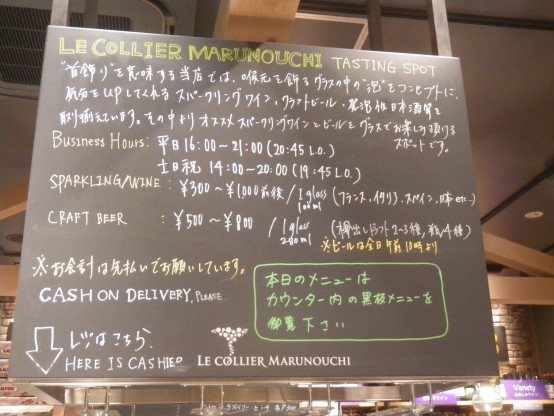 LE COLLIER MARUNOUCHI TASTING SPOT
"首飾り"を意味する当店では、喉元を飾るグラスの中の"泡"をコンセプトに、
気分をUPしてくれるスパークリングワイン・クラフトビール・発泡性日本酒等を
取り揃えています。その中よりオススメスパークリングワインとビールをグラスでお楽しみ頂ける
スポットです。
Business Hours: 平日 16:00~21:00 (20:45 L.O.)
土日祝 14:00~20:00 (19:45 L.O.)
SPARKLING/WINE : ¥300~¥1000前後 / 1glass 100ml (フランス、イタリア、スペイン、日本 etc~)
CRAFT BEER : ¥500~¥800 / 1glass 280ml (樽出しドラフト2~3種, 瓶4種)
※ビールは全日午前10時より
※お会計は先払いでお願いしています。
CASH ON DELIVERY, PLEASE
本日のメニューは
カウンター内の黒板メニューを
御覧下さい
レジはこちら.
HERE IS CASHIER
LE COLLIER MARUNOUCHI
Variety